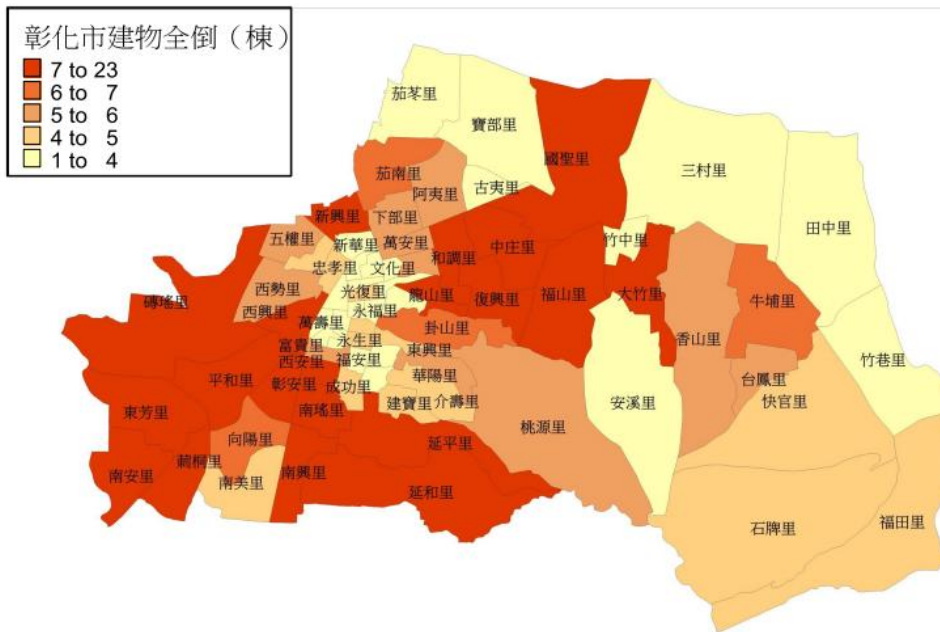 彰化市建物全倒（棟）
7 to 23
6 to 7
5 to 6
4 to 5
1 to 4
茄苳里
寶部里
國聖里
茄南里
阿夷里
古夷里
三村里
田中里
新興里
下部里
五權里
新華里
萬安里
和調里
中庄里
竹中里
忠孝里
文化里
磚瑤里
西勢里
光復里
龍山里
復興里
福山里
大竹里
牛埔里
西興里
永福里
萬壽里
卦山里
香山里
富貴里
永生里
東興里
西安里
福安里
竹巷里
平和里
彰安里
成功里
華陽里
台鳳里
東芳里
南瑤里
建寶里
介壽里
安溪里
快官里
桃源里
向陽里
延平里
南安里
南美里
南興里
延和里
石牌里
福田里